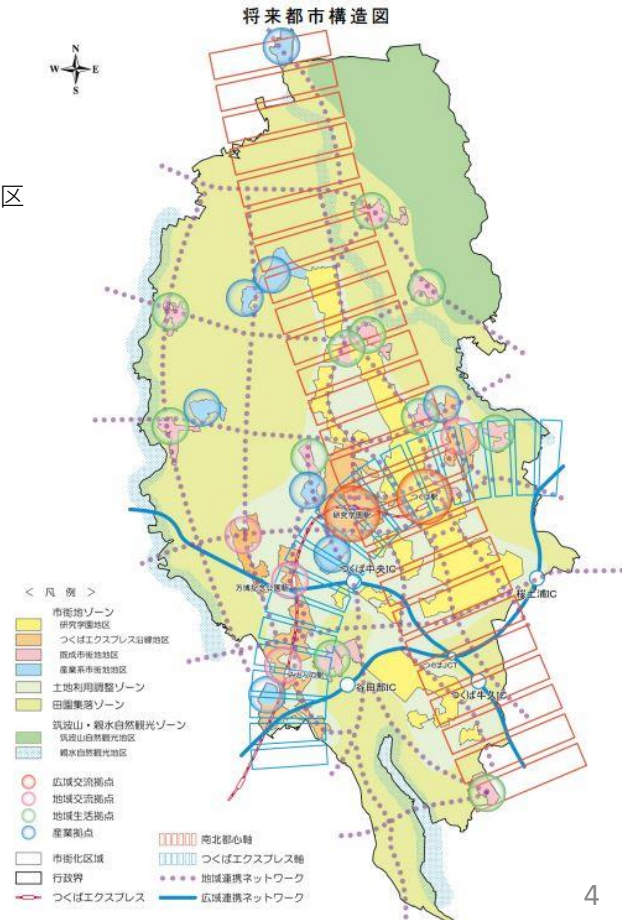 将来都市構造図
N
W E
S
区
研究学園駅
つくば駅
つくば中央IC
万博記念公園駅
桜土浦IC
つくばJCT
みどりの駅
谷田部IC
つくば牛久IC
＜ 凡 例 ＞
市街地ゾーン
研究学園地区
つくばエクスプレス沿線地区
既成市街地地区
産業系市街地地区
土地利用調整ゾーン
田園集落ゾーン
筑波山・親水自然観光ゾーン
筑波山自然観光地区
親水自然観光地区
広域交流拠点
地域交流拠点
地域生活拠点
産業拠点
市街化区域
行政界
つくばエクスプレス
南北都心軸
つくばエクスプレス軸
地域連携ネットワーク
広域連携ネットワーク
4